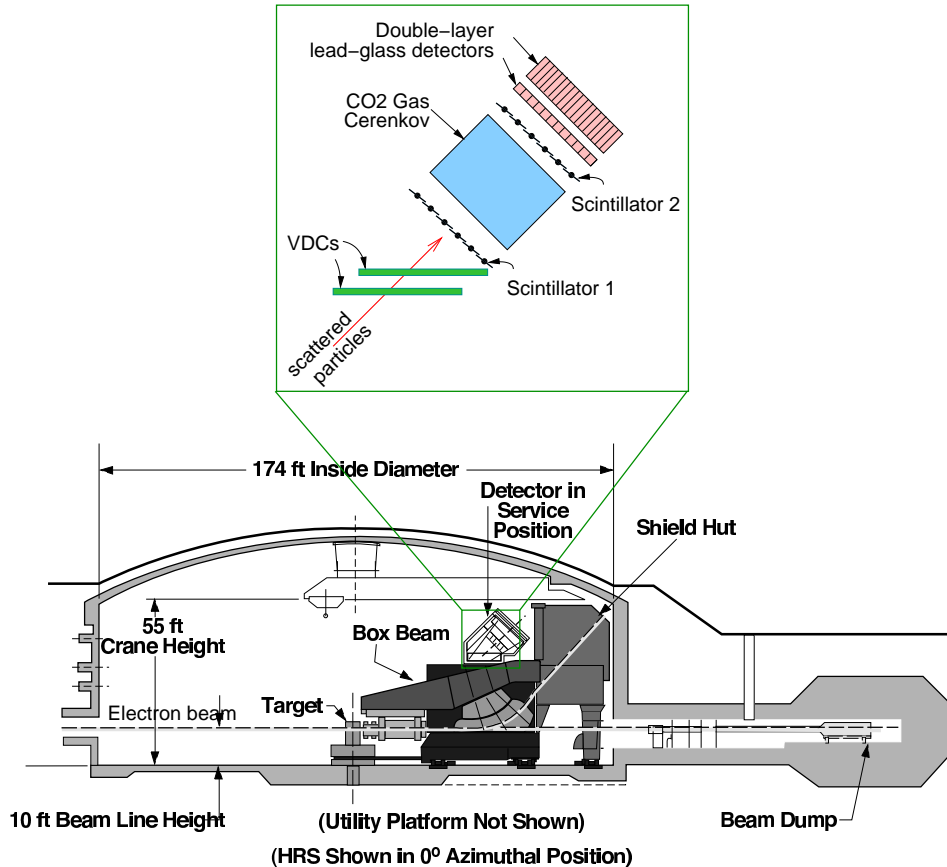 Double−layer
lead−glass detectors
CO2 Gas
Cerenkov
Scintillator 2
VDCs
Scintillator 1
scattered
particles
174 ft Inside Diameter
Detector in
Service
Position
Shield Hut
55 ft
Crane Height
Box Beam
Target
Electron beam
10 ft Beam Line Height
(Utility Platform Not Shown)
Beam Dump
(HRS Shown in 0º Azimuthal Position)